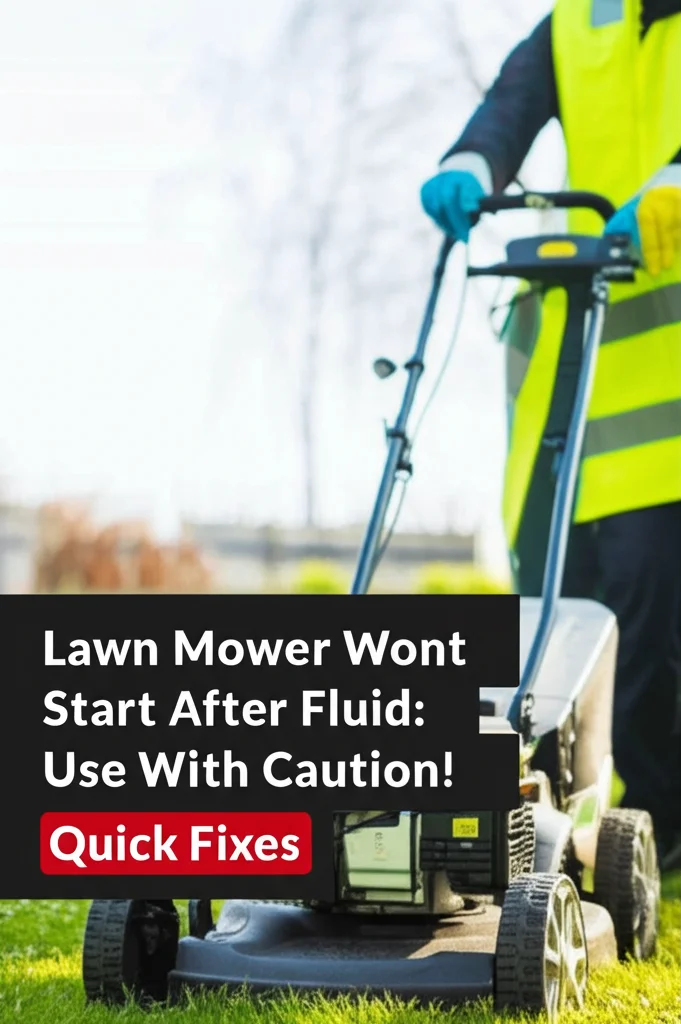 Lawn Mower Wont
Start After Fluid:
Use With Caution!
Quick Fixes